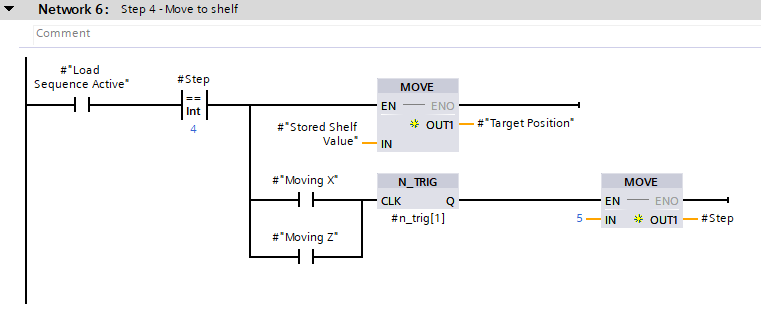 Network 6: Step 4 - Move to shelf
Comment
#"Load
Sequence Active"
#Step
==
Int
4
MOVE
EN ENO
OUT1
IN
#"Stored Shelf
Value"
#"Target Position"
#"Moving X"
N_TRIG
CLK Q
#n_trig[1]
MOVE
EN ENO
5 IN OUT1 #Step
#"Moving Z"